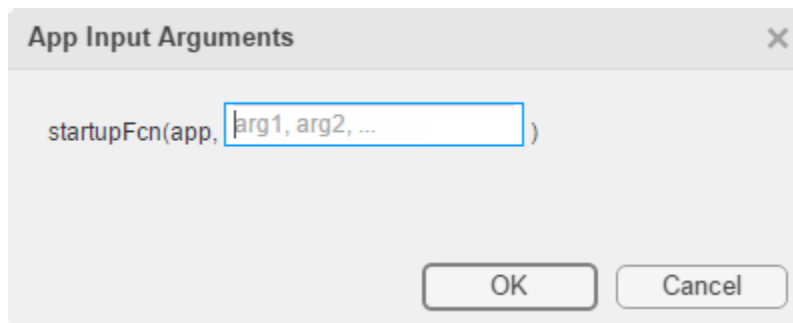 App Input Arguments
startupFcn(app, arg1, arg2, ... )
OK Cancel